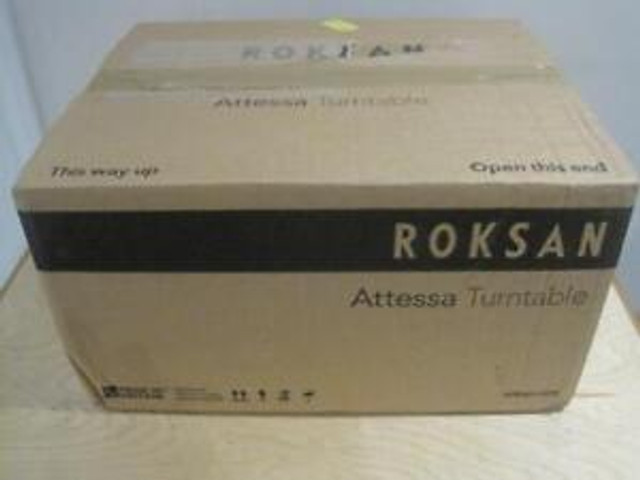 ROKSAN
Attessa Turntable
This way up
Open this end
ROKSAN
Attessa Turntable